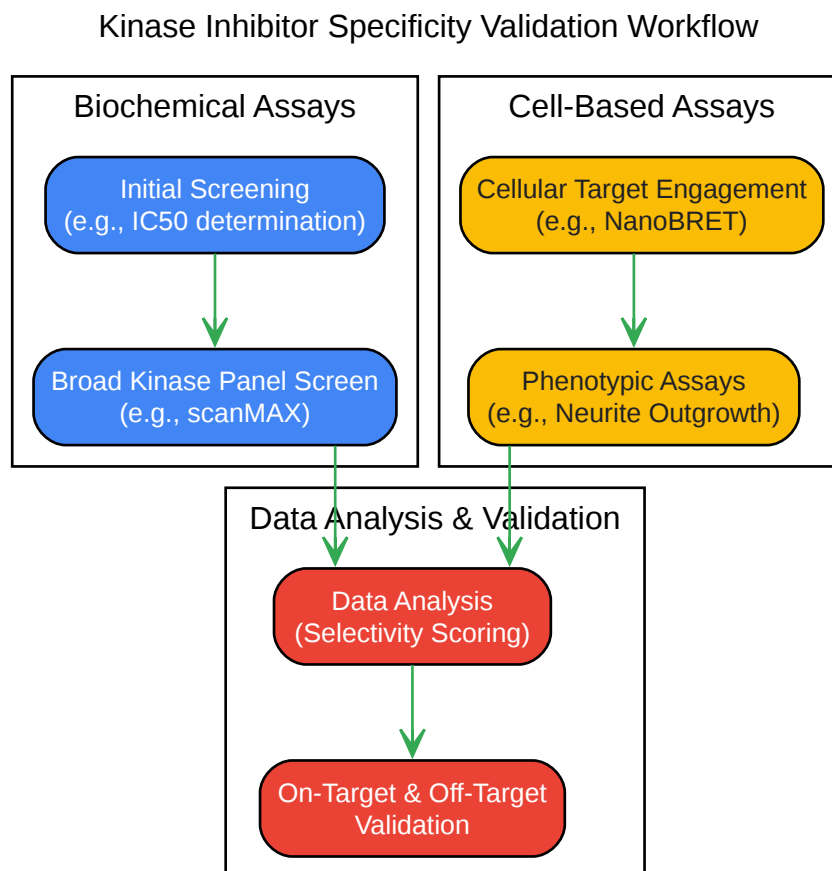 Kinase Inhibitor Specificity Validation Workflow
Biochemical Assays
Initial Screening
(e.g., IC50 determination)
Broad Kinase Panel Screen
(e.g., scanMAX)
Cell-Based Assays
Cellular Target Engagement
(e.g., NanoBRET)
Phenotypic Assays
(e.g., Neurite Outgrowth)
Data Analysis & Validation
Data Analysis
(Selectivity Scoring)
On-Target & Off-Target
Validation